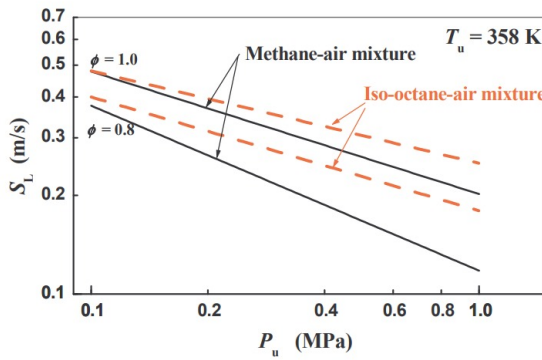 0.7
0.6
0.5
0.4
0.3
0.2
0.1
S_L (m/s)
ϕ = 1.0
ϕ = 0.8
Methane-air mixture
T_u = 358 K
Iso-octane-air mixture
0.1 0.2 0.4 0.6 0.8 1.0
P_u (MPa)